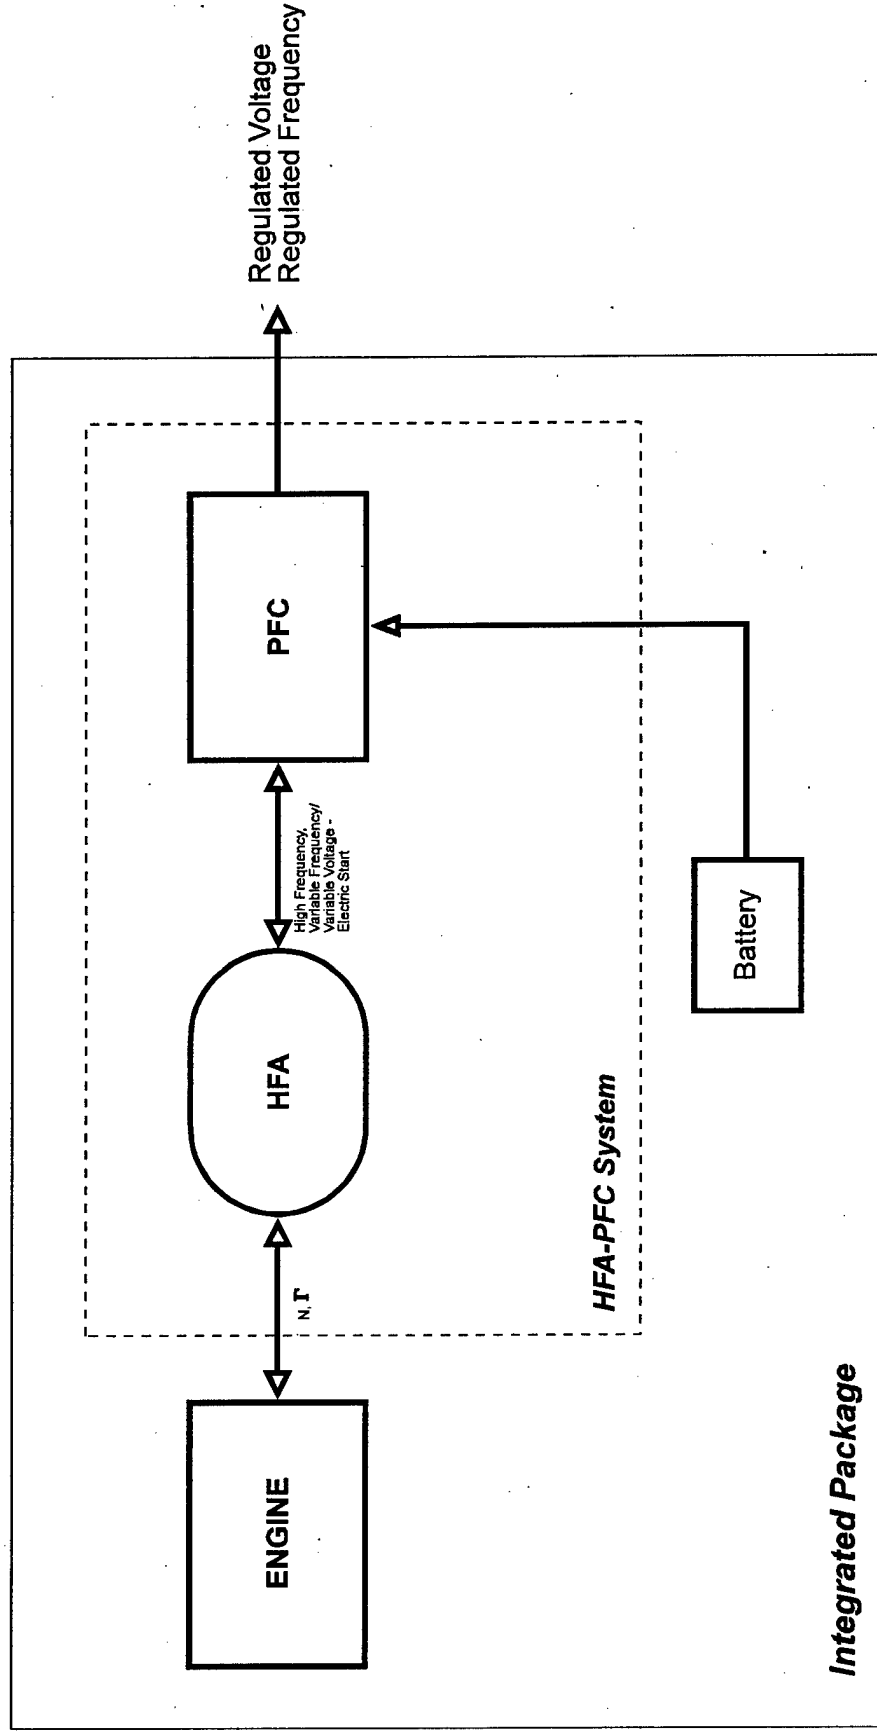 ENGINE
N, Γ
HFA
High Frequency,
Variable Frequency/
Variable Voltage -
Electric Start
PFC
Regulated Voltage
Regulated Frequency
HFA-PFC System
Battery
Integrated Package